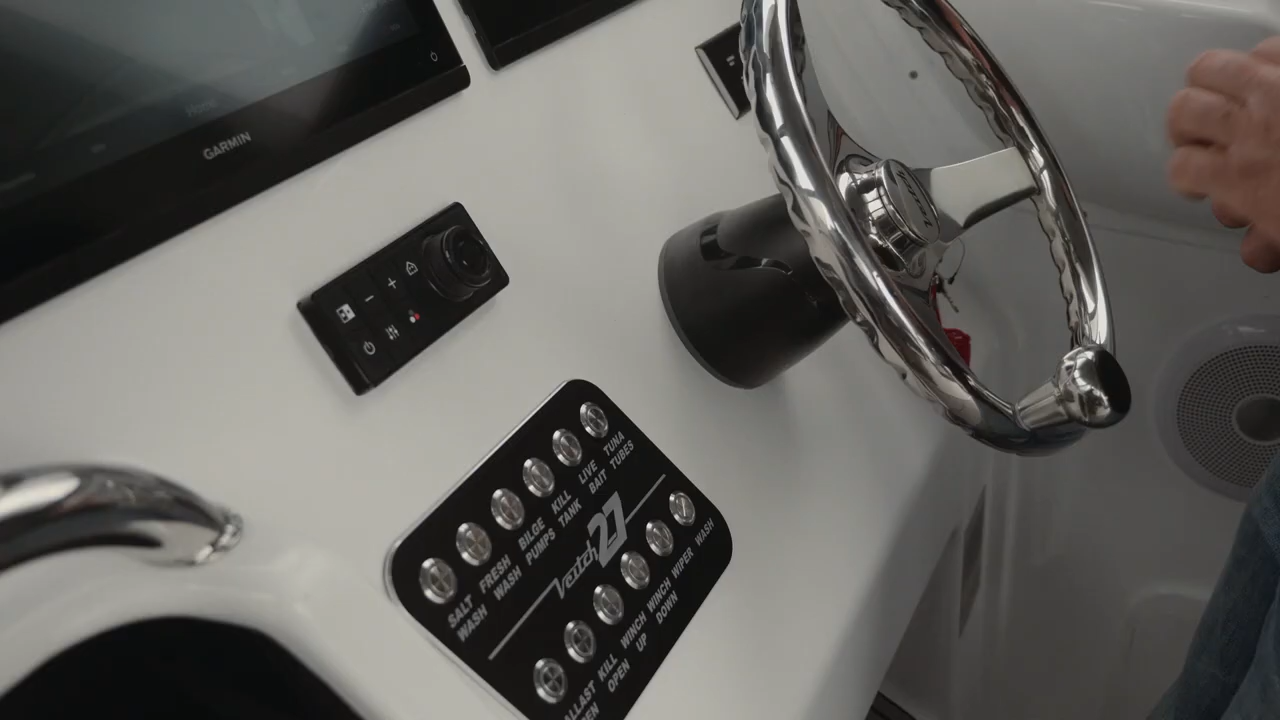 Home
GARMIN
SALT WASH
FRESH WASH
BILGE PUMPS
KILL TANK
LIVE BAIT
TUNA TUBES
27
KILL OPEN
WINCH UP
WINCH DOWN
WIPER
WASH